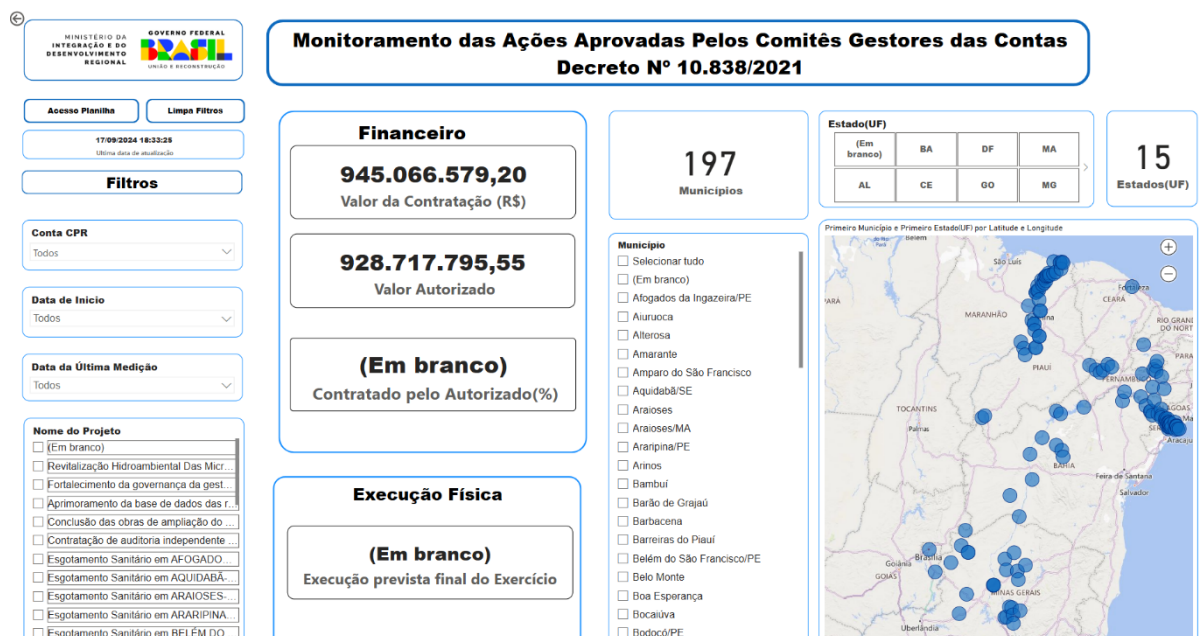 MINISTÉRIO DA
INTEGRAÇÃO E DO
DESENVOLVIMENTO
REGIONAL
GOVERNO FEDERAL
BRASIL
UNIÃO E RECONSTRUÇÃO
Monitoramento das Ações Aprovadas Pelos Comitês Gestores das Contas
Decreto Nº 10.838/2021
Acesso Planilha
Limpa Filtros
17/09/2024 18:33:25
Ultima data de atualização
Filtros
Conta CPR
Todos
Data de Inicio
Todos
Data da Última Medição
Todos
Nome do Projeto
(Em branco)
Revitalização Hidroambiental Das Micr...
Fortalecimento da governança da gest...
Aprimoramento da base de dados das r...
Conclusão das obras de ampliação do ...
Contratação de auditoria independente ...
Esgotamento Sanitário em AFOGADO...
Esgotamento Sanitário em AQUIDABÃ-...
Esgotamento Sanitário em ARAIOSES-...
Esgotamento Sanitário em ARARIPINA...
Esgotamento Sanitário em BELÉM DO...
Financeiro
945.066.579,20
Valor da Contratação (R$)
928.717.795,55
Valor Autorizado
(Em branco)
Contratado pelo Autorizado(%)
Execução Física
(Em branco)
Execução prevista final do Exercício
197
Municípios
Município
Selecionar tudo
(Em branco)
Afogados da Ingazeira/PE
Aiuruoca
Alterosa
Amarante
Amparo do São Francisco
Aquidabã/SE
Araioses
Araioses/MA
Araripina/PE
Arinos
Bambuí
Barão de Grajaú
Barbacena
Barreiras do Piauí
Belém do São Francisco/PE
Belo Monte
Boa Esperança
Bocaiúva
Bodocó/PE
Estado(UF)
(Em
branco)
BA
DF
MA
AL
CE
GO
MG
15
Estados(UF)
Primeiro Município e Primeiro Estado(UF) por Latitude e Longitude
Belém
São Luís
Fortaleza
CEARÁ
MARANHÃO
RIO GRAND
DO NORT
PIAUÍ
PERNAMBUCO
TOCANTINS
Palmas
Aracaju
BAHIA
Feira de Santana
Salvador
Brasília
Goiânia
GOIÁS
MINAS GERAIS
Uberlândia